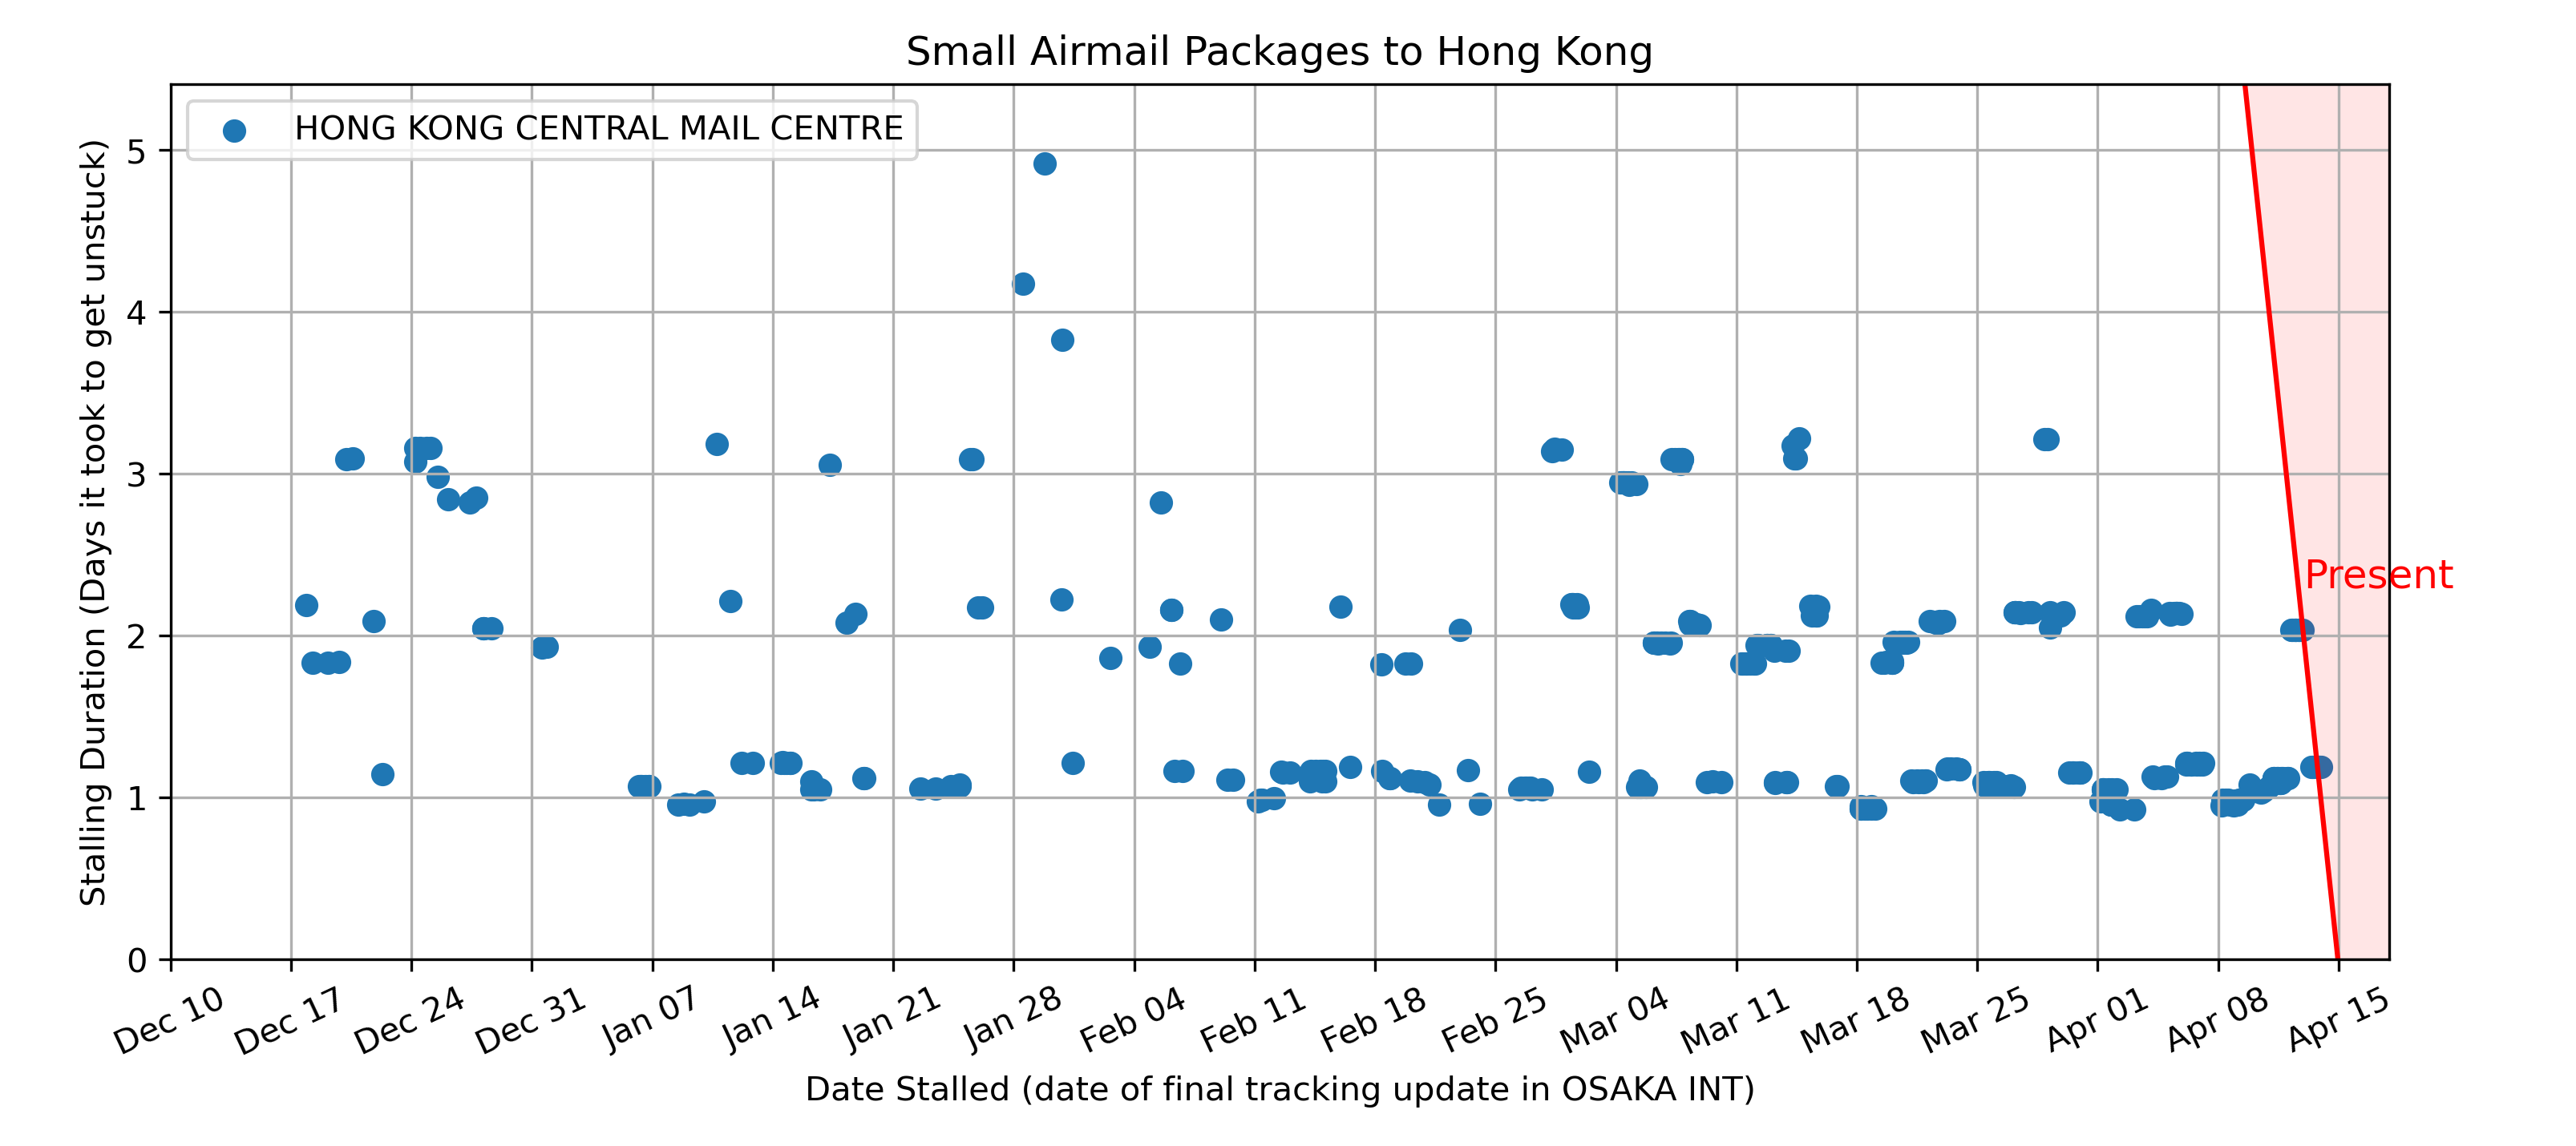 Small Airmail Packages to Hong Kong
HONG KONG CENTRAL MAIL CENTRE
Stalling Duration (Days it took to get unstuck)
5
4
3
2
1
0
Present
Dec 10
Dec 17
Dec 24
Dec 31
Jan 07
Jan 14
Jan 21
Jan 28
Feb 04
Feb 11
Feb 18
Feb 25
Mar 04
Mar 11
Mar 18
Mar 25
Apr 01
Apr 08
Apr 15
Date Stalled (date of final tracking update in OSAKA INT)